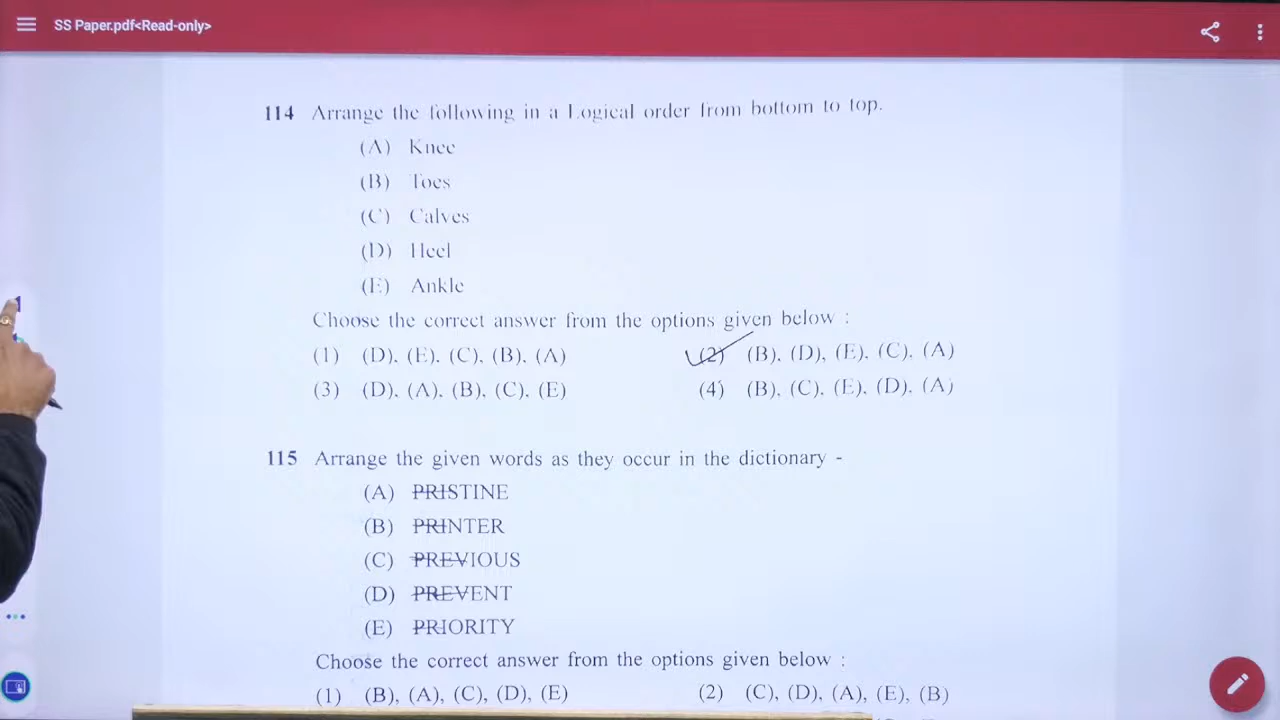 SS Paper.pdf<Read-only>
114 Arrange the following in a Logical order from bottom to top.
(A) Knee
(B) Toes
(C) Calves
(D) Heel
(E) Ankle
Choose the correct answer from the options given below :
(1) (D), (E), (C), (B), (A) (2) (B), (D), (E), (C), (A)
(3) (D), (A), (B), (C), (E) (4) (B), (C), (E), (D), (A)
115 Arrange the given words as they occur in the dictionary -
(A) PRISTINE
(B) PRINTER
(C) PREVIOUS
(D) PREVENT
(E) PRIORITY
Choose the correct answer from the options given below :
(1) (B), (A), (C), (D), (E) (2) (C), (D), (A), (E), (B)